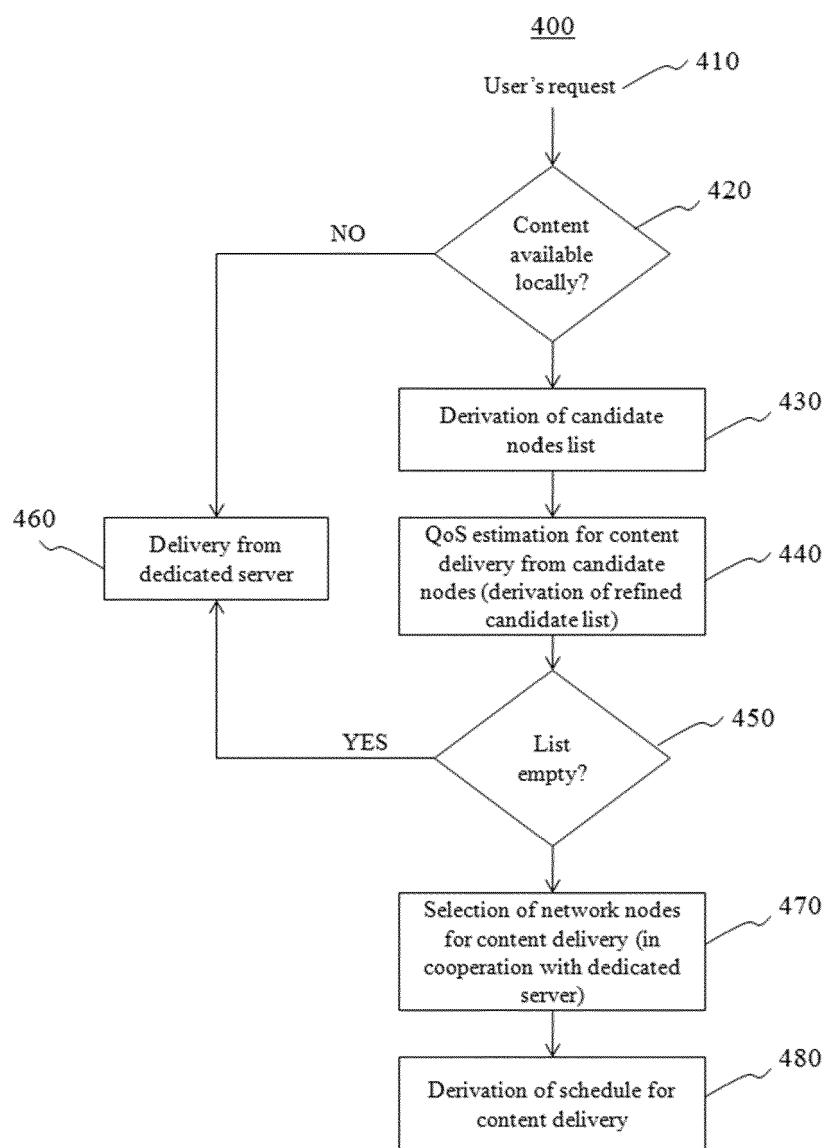 400
410
User's request
420
Content
available
locally?
NO
430
Derivation of candidate
nodes list
460
Delivery from
dedicated server
QoS estimation for content
delivery from candidate
nodes (derivation of refined
candidate list)
440
450
YES
List
empty?
470
Selection of network nodes
for content delivery (in
cooperation with dedicated
server)
480
Derivation of schedule for
content delivery